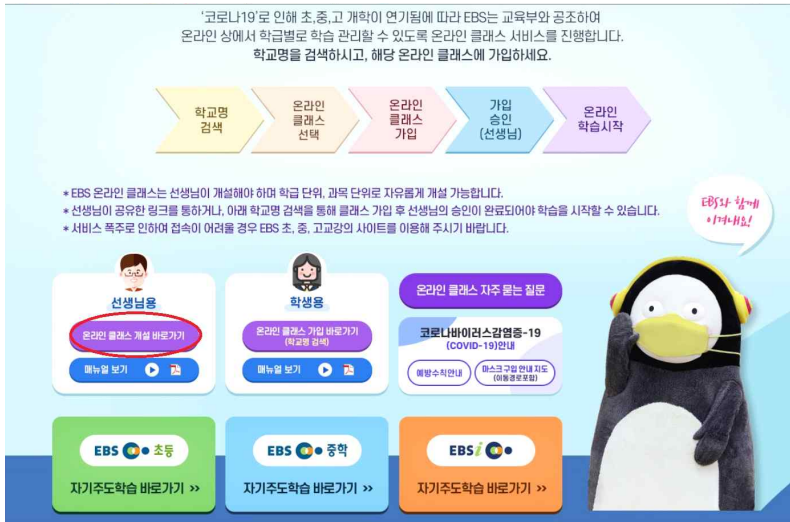 '코로나19'로 인해 초,중,고 개학이 연기됨에 따라 EBS는 교육부와 공조하여
온라인 상에서 학급별로 학습 관리할 수 있도록 온라인 클래스 서비스를 진행합니다.
학교명을 검색하시고, 해당 온라인 클래스에 가입하세요.
학교명
검색
온라인
클래스
선택
온라인
클래스
가입
가입
승인
(선생님)
온라인
학습시작
* EBS 온라인 클래스는 선생님이 개설해야 하며 학급 단위, 과목 단위로 자유롭게 개설 가능합니다.
* 선생님이 공유한 링크를 통하거나, 아래 학교명 검색을 통해 클래스 가입 후 선생님의 승인이 완료되어야 학습을 시작할 수 있습니다.
* 서비스 폭주로 인하여 접속이 어려울 경우 EBS 초, 중, 고교강의 사이트를 이용해 주시기 바랍니다.
EBS와 함께
이겨내요!
선생님용
온라인 클래스 개설 바로가기
매뉴얼 보기
학생용
온라인 클래스 가입 바로가기
(학교명 검색)
매뉴얼 보기
온라인 클래스 자주 묻는 질문
코로나바이러스감염증-19
(COVID-19)안내
예방수칙안내
마스크 구입 안내 지도
(이동경로포함)
EBS 초등
자기주도학습 바로가기 >>
EBS 중학
자기주도학습 바로가기 >>
EBSi
자기주도학습 바로가기 >>